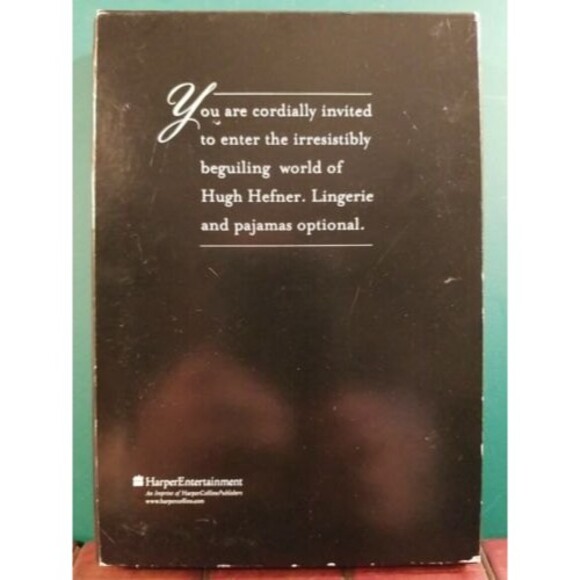 You are cordially invited
to enter the irresistibly
beguiling world of
Hugh Hefner. Lingerie
and pajamas optional.
HarperEntertainment
An Imprint of HarperCollinsPublishers
www.harpercollins.com